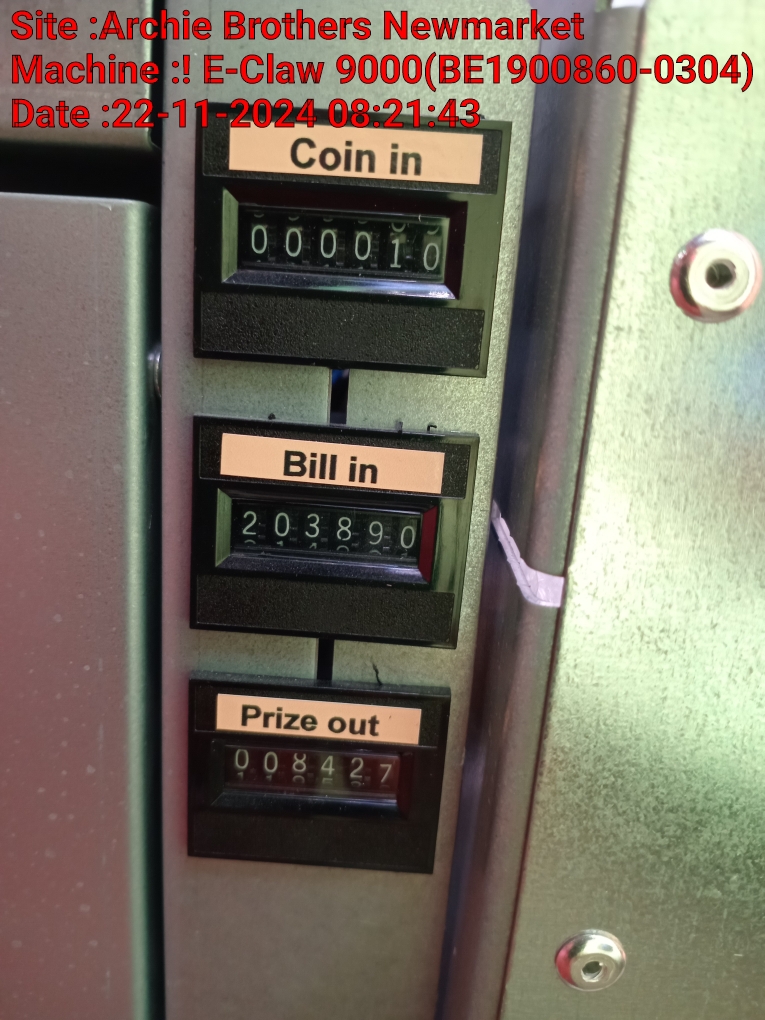 Site :Archie Brothers Newmarket
Machine :! E-Claw 9000(BE1900860-0304)
Date :22-11-2024 08:21:43
Coin in
000010
Bill in
203890
Prize out
008427